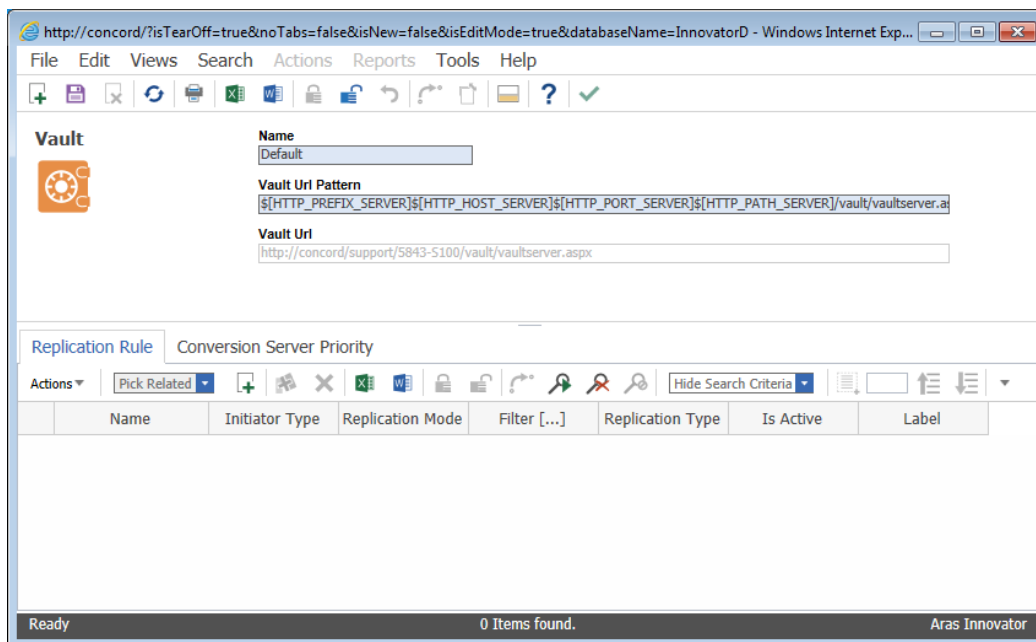 http://concord/?isTearOff=true&noTabs=false&isNew=false&isEditMode=true&databaseName=InnovatorD - Windows Internet Exp...
File Edit Views Search Actions Reports Tools Help
Vault
Name
Default
Vault Url Pattern
$[HTTP_PREFIX_SERVER]$[HTTP_HOST_SERVER]$[HTTP_PORT_SERVER]$[HTTP_PATH_SERVER]/vault/vaultserver.as
Vault Url
http://concord/support/5843-S100/vault/vaultserver.aspx
Replication Rule Conversion Server Priority
Actions Pick Related Hide Search Criteria
Name Initiator Type Replication Mode Filter [...] Replication Type Is Active Label
Ready 0 Items found. Aras Innovator